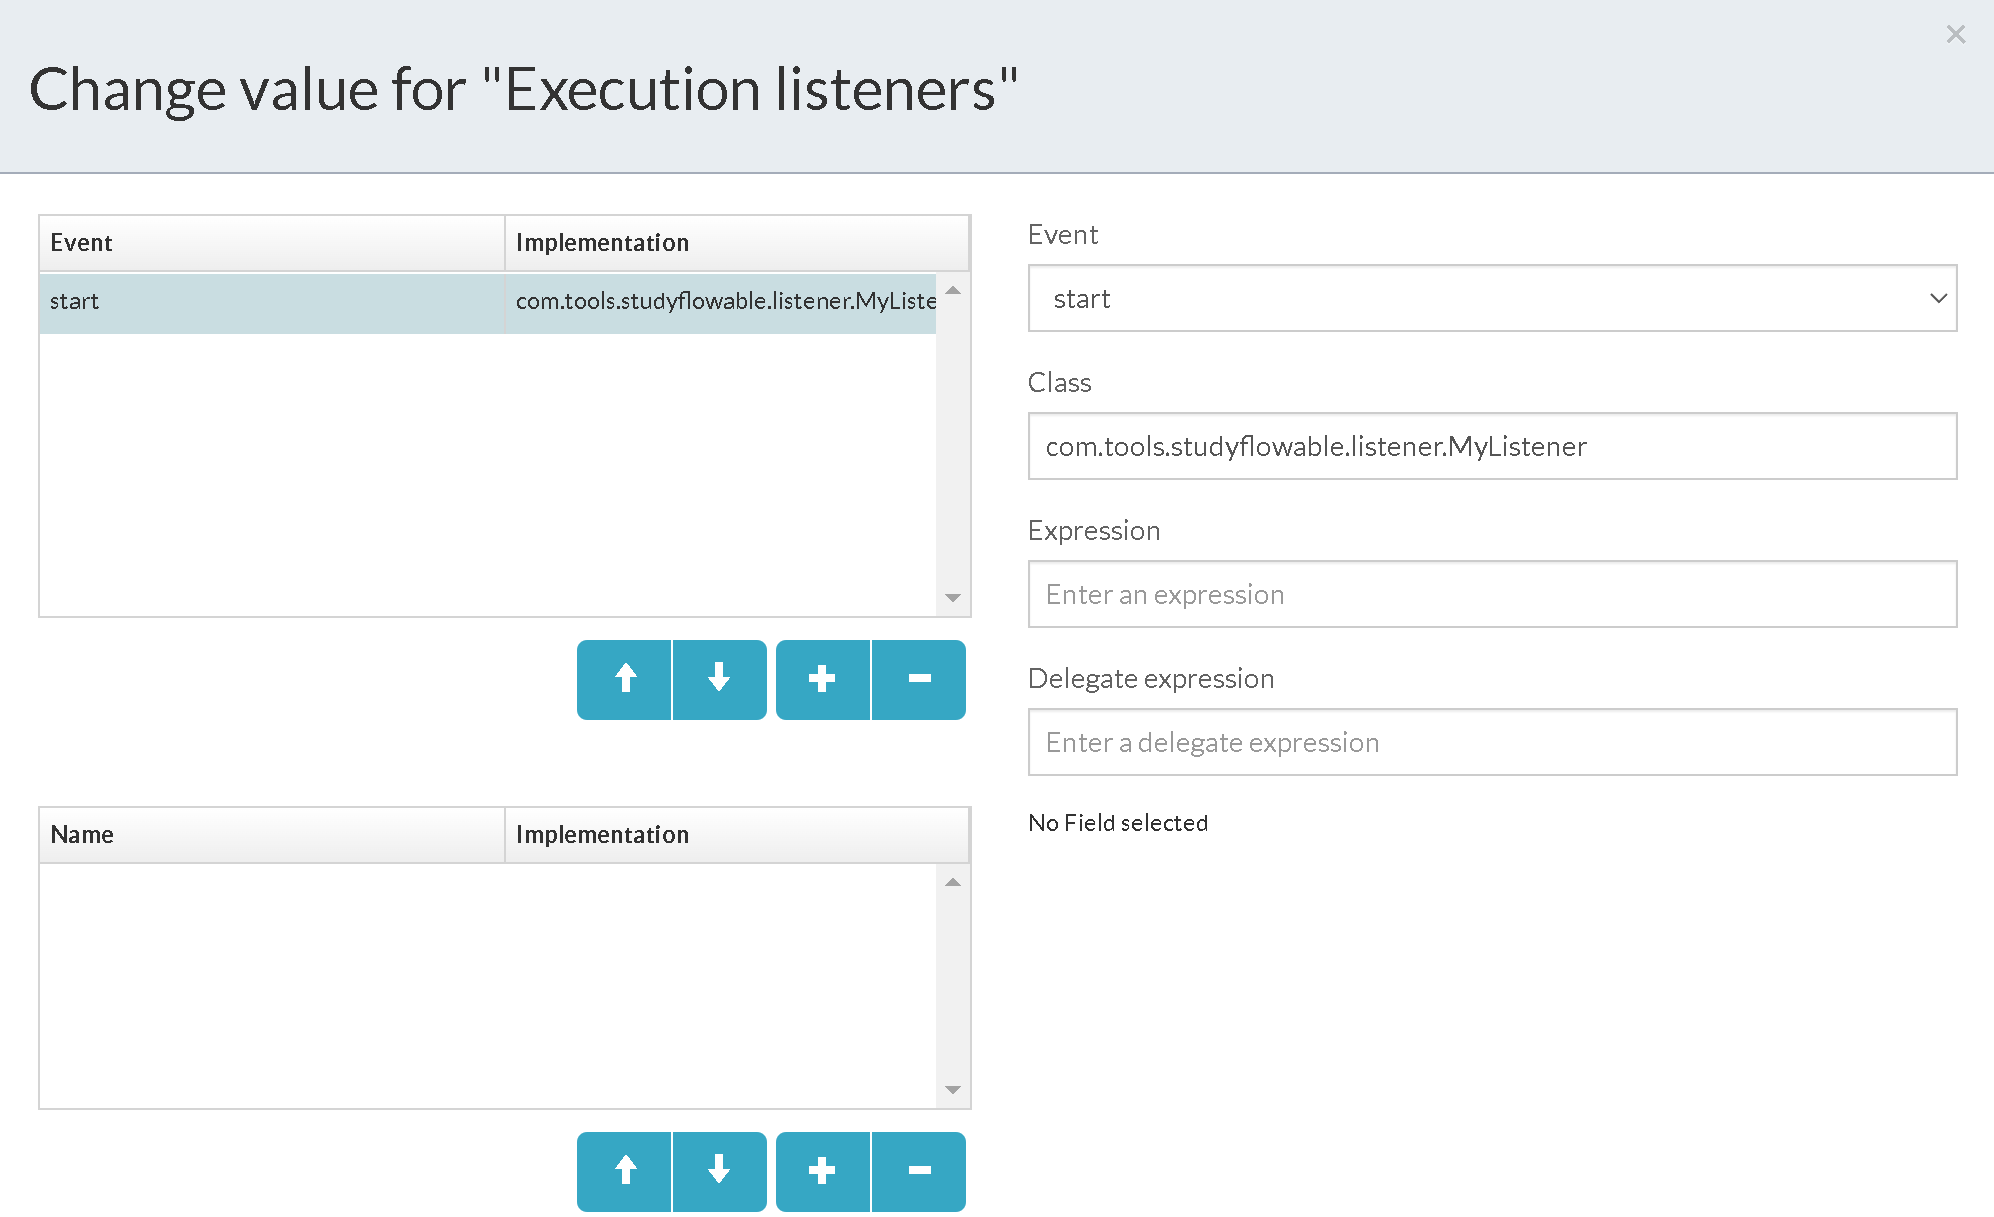 Change value for "Execution listeners"
Event Implementation
start com.tools.studyflowable.listener.MyListe
Event
start
Class
com.tools.studyflowable.listener.MyListener
Expression
Enter an expression
Delegate expression
Enter a delegate expression
Name Implementation
No Field selected